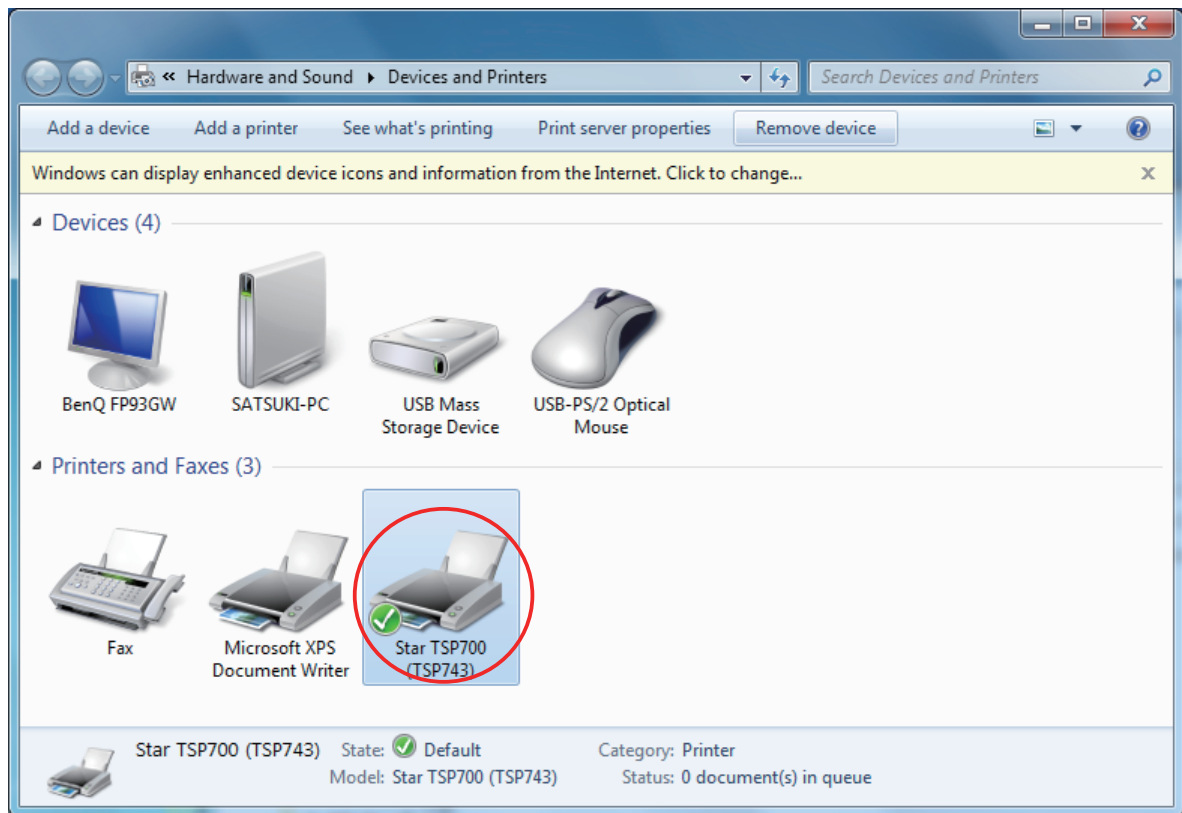 Hardware and Sound Devices and Printers Search Devices and Printers
Add a device Add a printer See what's printing Print server properties Remove device
Windows can display enhanced device icons and information from the Internet. Click to change...
Devices (4)
BenQ FP93GW SATSUKI-PC USB Mass USB-PS/2 Optical
Storage Device Mouse
Printers and Faxes (3)
Fax Microsoft XPS Star TSP700
Document Writer (TSP743)
Star TSP700 (TSP743) State: Default Category: Printer
Model: Star TSP700 (TSP743) Status: 0 document(s) in queue